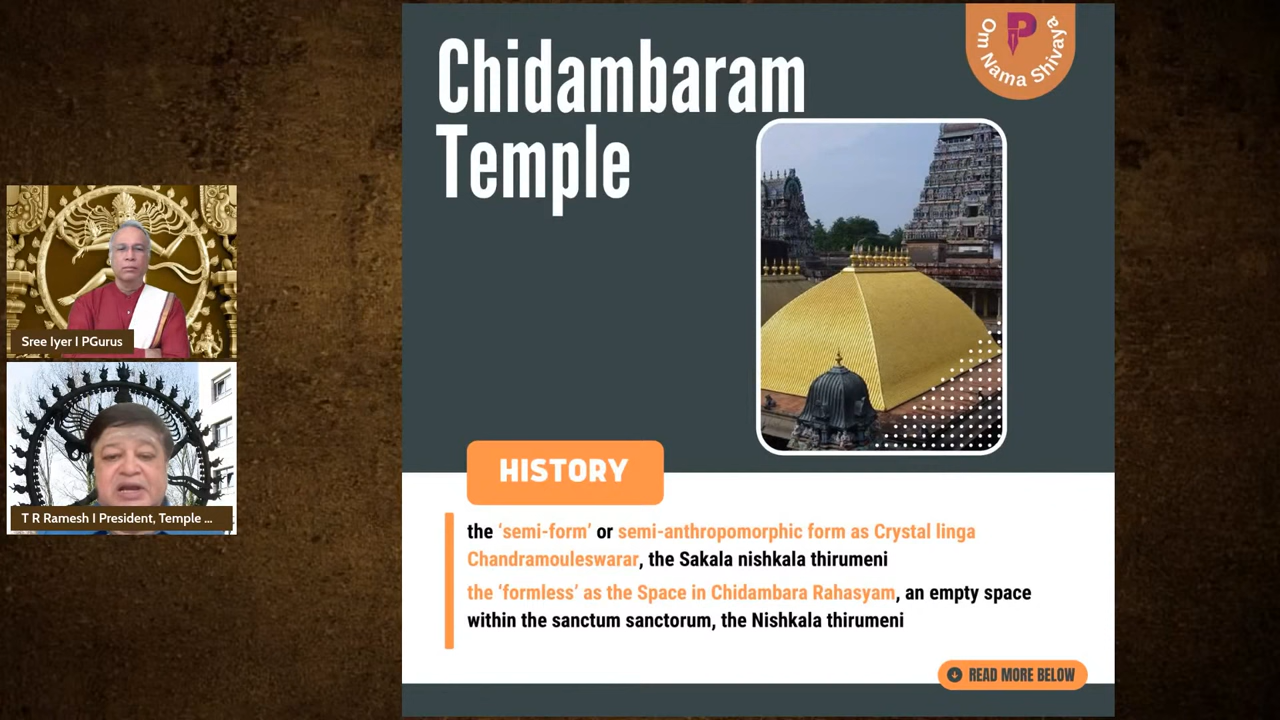 Chidambaram
Temple
P
Om Nama Shivaya
HISTORY
the ‘semi-form’ or semi-anthropomorphic form as Crystal linga
Chandramouleswarar, the Sakala nishkala thirumeni
the ‘formless’ as the Space in Chidambara Rahasyam, an empty space
within the sanctum sanctorum, the Nishkala thirumeni
READ MORE BELOW
Sree Iyer I PGurus
T R Ramesh I President, Temple ...